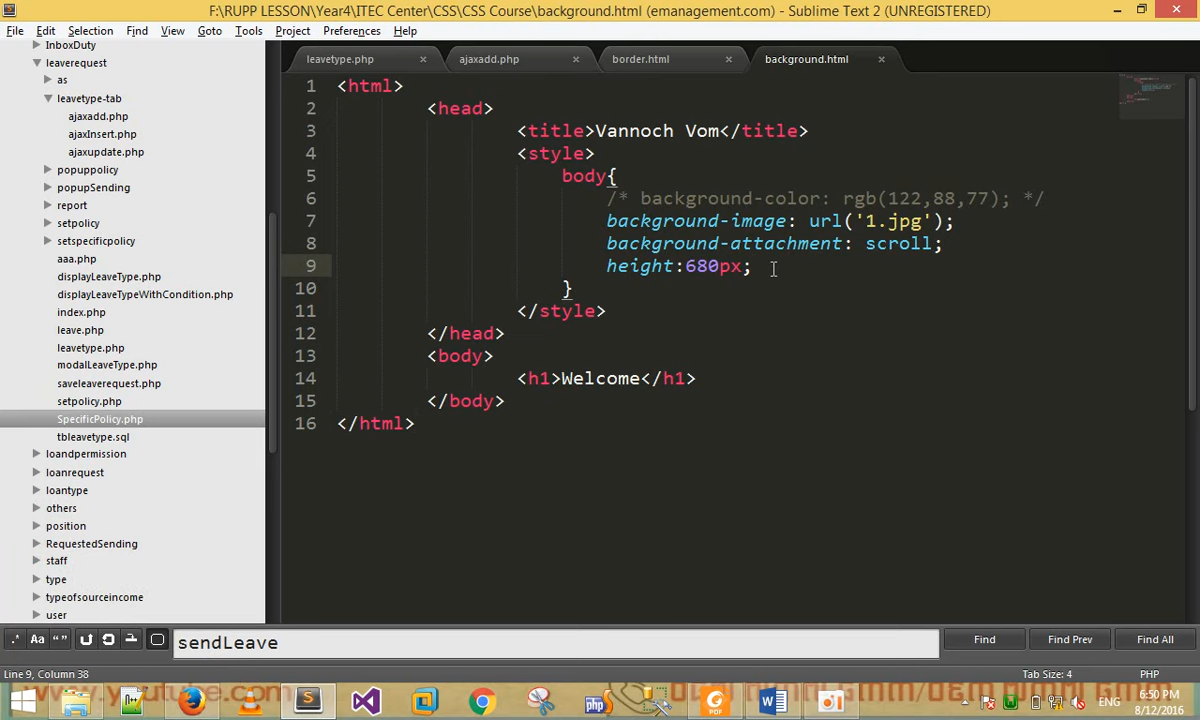 F:\RUPP LESSON\Year4\ITEC Center\CSS\CSS Course\background.html (emanagement.com) - Sublime Text 2 (UNREGISTERED)
File Edit Selection Find View Goto Tools Project Preferences Help
InboxDuty
leaverequest
as
leavetype-tab
ajaxadd.php
ajaxInsert.php
ajaxupdate.php
popuppolicy
popupSending
report
setpolicy
setspecificpolicy
aaa.php
displayLeaveType.php
displayLeaveTypeWithCondition.php
index.php
leave.php
leavetype.php
modalLeaveType.php
saveleaverequest.php
setpolicy.php
SpecificPolicy.php
tbleavetype.sql
loandpermission
loanrequest
loantype
others
position
RequestedSending
staff
type
typeofsourceincome
user
leavetype.php ajaxadd.php border.html background.html
1 <html>
2 <head>
3 <title>Vannoch Vom</title>
4 <style>
5 body{
6 /* background-color: rgb(122,88,77); */
7 background-image: url('1.jpg');
8 background-attachment: scroll;
9 height:680px;
10 }
11 </style>
12 </head>
13 <body>
14 <h1>Welcome</h1>
15 </body>
16 </html>
.* Aa “ ” sendLeave Find Find Prev Find All
Line 9, Column 38 Tab Size: 4 PHP
www.youtube.com
ENG
6:50 PM
8/12/2016